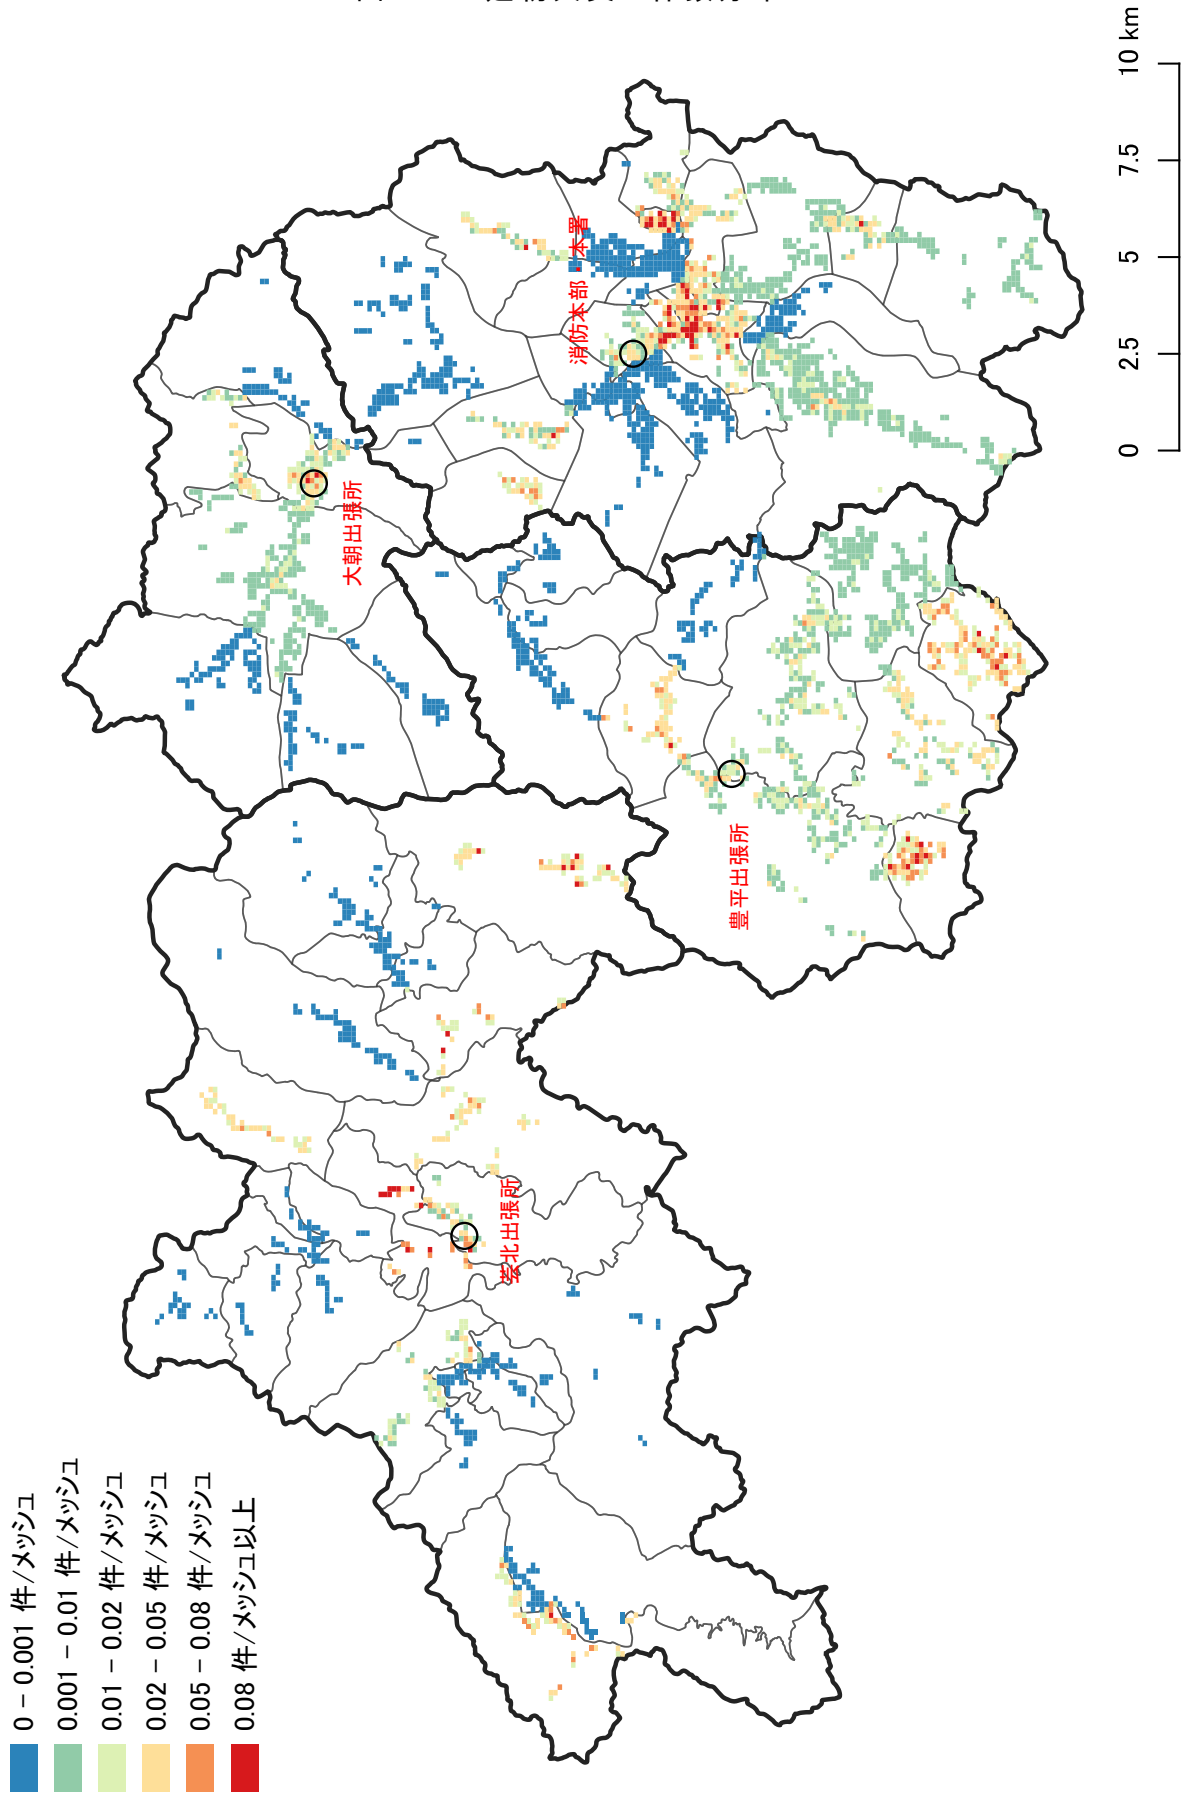 0 − 0.001 件/メッシュ
0.001 − 0.01 件/メッシュ
0.01 − 0.02 件/メッシュ
0.02 − 0.05 件/メッシュ
0.05 − 0.08 件/メッシュ
0.08 件/メッシュ以上
芸北出張所
豊平出張所
大朝出張所
消防本部・本署
0 2.5 5 7.5 10 km